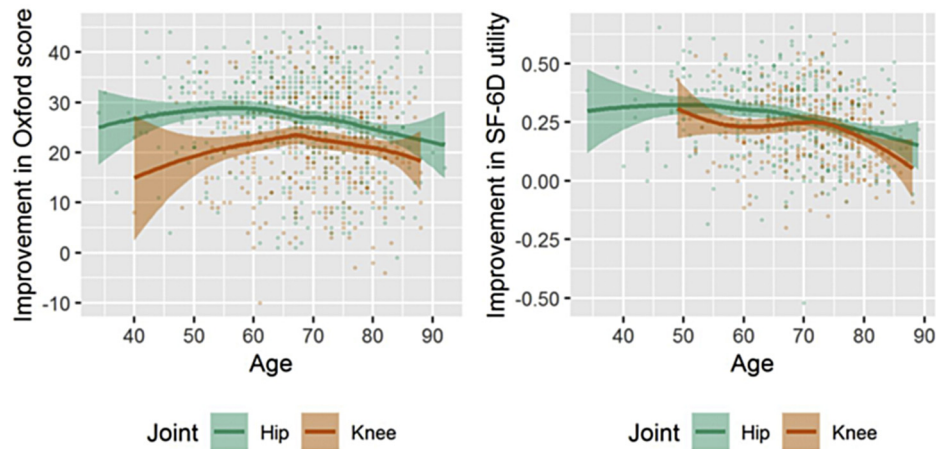 Improvement in Oxford score
40
30
20
10
0
-10
40 50 60 70 80 90
Age
Joint Hip Knee
Improvement in SF-6D utility
0.50
0.25
0.00
-0.25
-0.50
40 50 60 70 80 90
Age
Joint Hip Knee